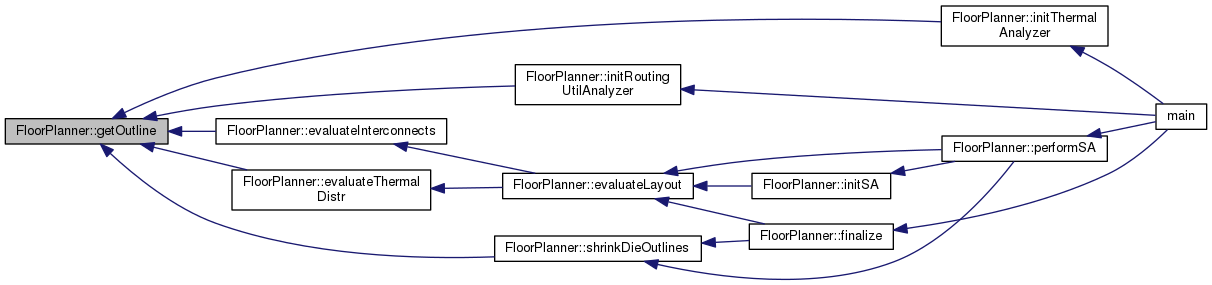 FloorPlanner::initThermal
Analyzer
FloorPlanner::initRouting
UtilAnalyzer
FloorPlanner::getOutline
FloorPlanner::evaluateInterconnects
main
FloorPlanner::performSA
FloorPlanner::evaluateThermal
Distr
FloorPlanner::evaluateLayout
FloorPlanner::initSA
FloorPlanner::finalize
FloorPlanner::shrinkDieOutlines